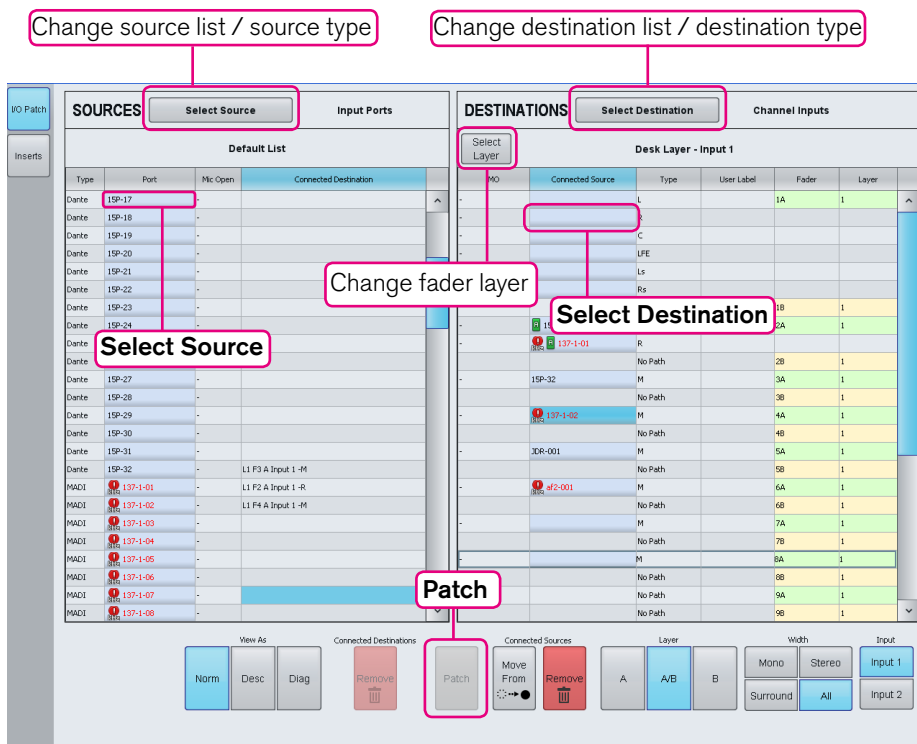 Change source list / source type
Change destination list / destination type
I/O Patch
Inserts
SOURCES Select Source Input Ports
Default List
Type Port Mic Open Connected Destination
Dante 15P-17 -
Dante 15P-18 -
Dante 15P-19 -
Dante 15P-20 -
Dante 15P-21 -
Dante 15P-22 -
Dante 15P-23 -
Dante 15P-24 -
Dante
Dante
Dante 15P-27 -
Dante 15P-28 -
Dante 15P-29 -
Dante 15P-30 -
Dante 15P-31 -
Dante 15P-32 - L1 F3 A Input 1 -M
MADI 137-1-01 - L1 F2 A Input 1 -R
MADI 137-1-02 - L1 F4 A Input 1 -M
MADI 137-1-03 -
MADI 137-1-04 -
MADI 137-1-05 -
MADI 137-1-06 -
MADI 137-1-07 -
MADI 137-1-08 -
Select Source
DESTINATIONS Select Destination Channel Inputs
Select Layer
Desk Layer - Input 1
MO Connected Source Type User Label Fader Layer
- L 1A 1
C
LFE
Ls
Rs
1B 1
- R 15 2A 1
- R 137-1-01 R
No Path 2B 1
- 15P-32 M 3A 1
No Path 3B 1
- 137-1-02 M 4A 1
No Path 4B 1
- JDR-001 M 5A 1
No Path 5B 1
- af2-001 M 6A 1
No Path 6B 1
- M 7A 1
No Path 7B 1
- M 8A 1
No Path 8B 1
No Path 9A 1
No Path 9B 1
Change fader layer
Select Destination
Patch
View As
Norm Desc Diag
Connected Destinations
Remove
Patch
Connected Sources
Move From
Remove
Layer
A A/B B
Width
Mono Stereo
Surround All
Input
Input 1
Input 2